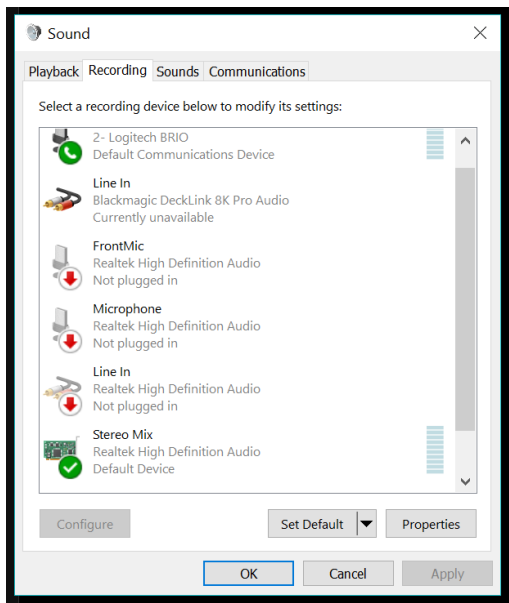 Sound
Playback Recording Sounds Communications
Select a recording device below to modify its settings:
2- Logitech BRIO
Default Communications Device
Line In
Blackmagic DeckLink 8K Pro Audio
Currently unavailable
FrontMic
Realtek High Definition Audio
Not plugged in
Microphone
Realtek High Definition Audio
Not plugged in
Line In
Realtek High Definition Audio
Not plugged in
Stereo Mix
Realtek High Definition Audio
Default Device
Configure Set Default Properties
OK Cancel Apply